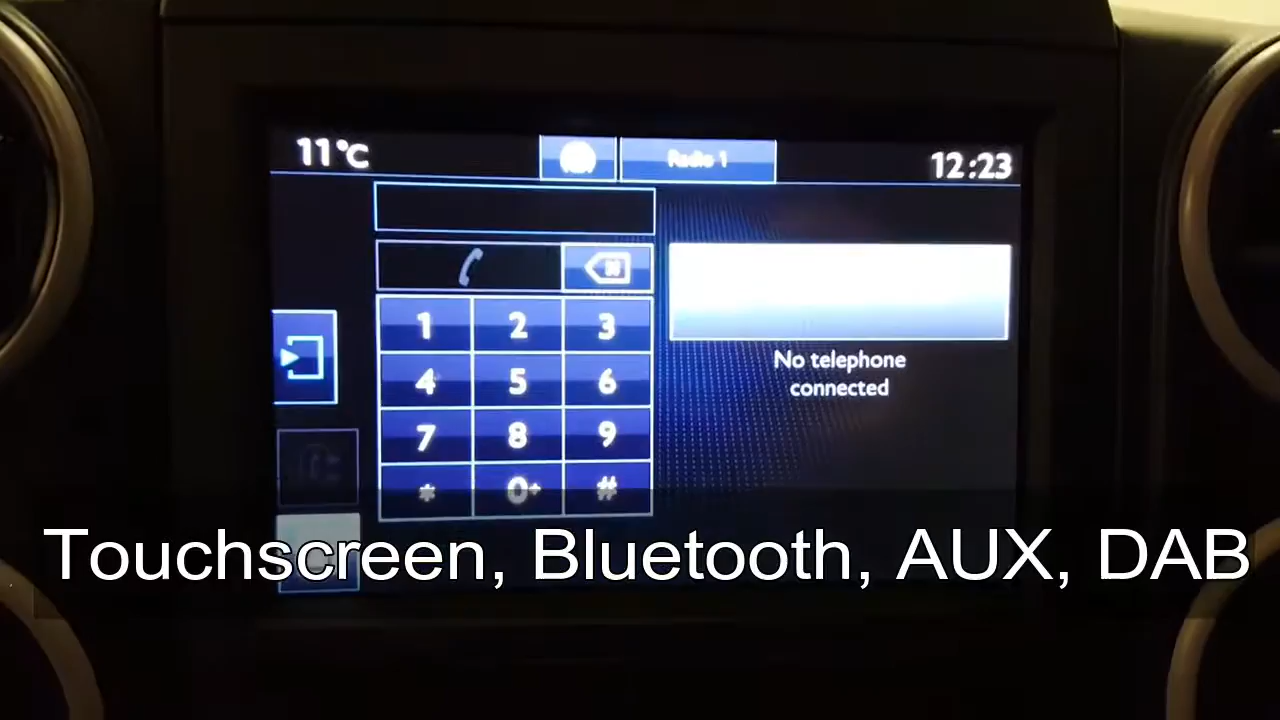 11°C
Radio 1
12:23
1 2 3
4 5 6
7 8 9
* 0+ #
No telephone
connected
Touchscreen, Bluetooth, AUX, DAB